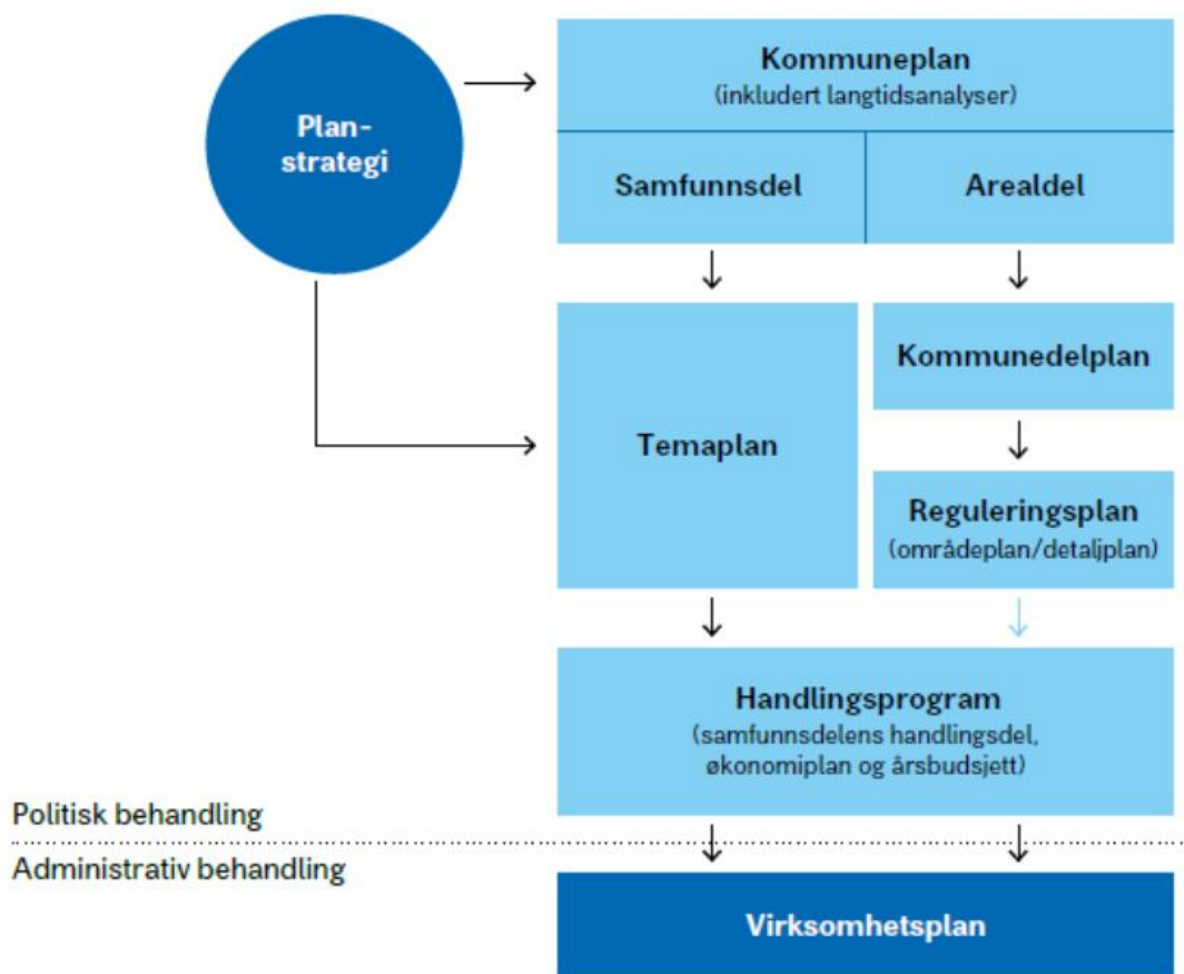 Plan-
strategi
Kommuneplan
(inkludert langtidsanalyser)
Samfunnsdel
Arealdel
Temaplan
Kommunedelplan
Reguleringsplan
(områdeplan/detaljplan)
Handlingsprogram
(samfunnsdelens handlingsdel,
økonomiplan og årsbudsjett)
Politisk behandling
Administrativ behandling
Virksomhetsplan